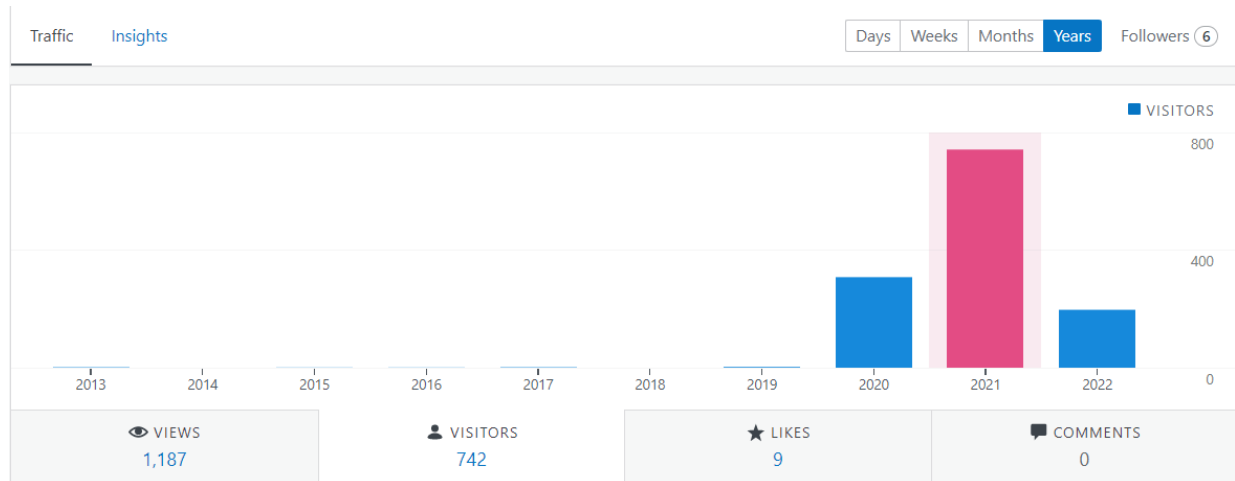 Traffic Insights Days Weeks Months Years Followers 6
VISITORS
800
400
0
2013 2014 2015 2016 2017 2018 2019 2020 2021 2022
VIEWS VISITORS LIKES COMMENTS
1,187 742 9 0